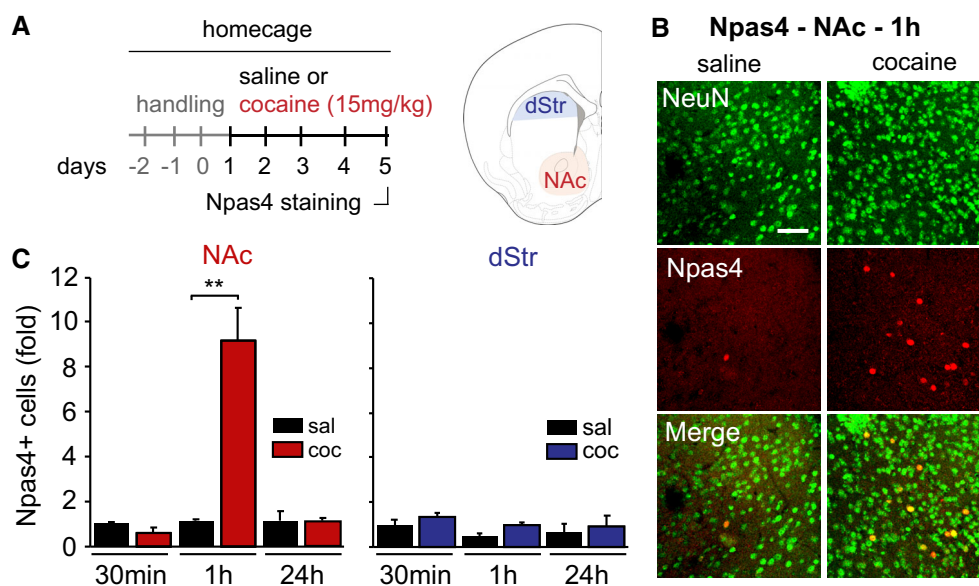 A
homecage
saline or
handling cocaine (15mg/kg)
days -2 -1 0 1 2 3 4 5
Npas4 staining
dStr
NAc
B Npas4 - NAc - 1h
saline cocaine
NeuN
Npas4
Merge
C
NAc dStr
Npas4+ cells (fold)
12
10
8
6
4
2
0
**
sal
coc
sal
coc
30min 1h 24h 30min 1h 24h